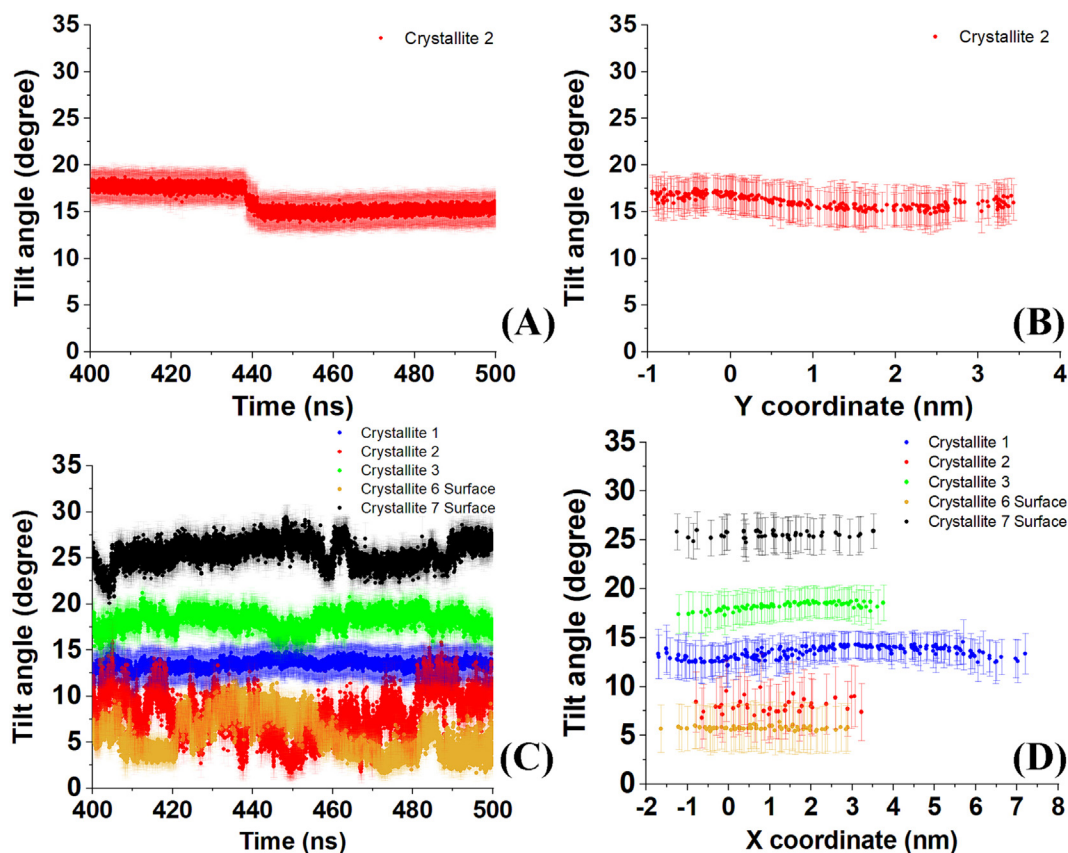 35
30
25
20
15
10
5
0
Tilt angle (degree)
Crystallite 2
(A)
400 420 440 460 480 500
Time (ns)
35
30
25
20
15
10
5
0
Tilt angle (degree)
Crystallite 2
(B)
-1 0 1 2 3 4
Y coordinate (nm)
Crystallite 1
Crystallite 2
Crystallite 3
Crystallite 6 Surface
Crystallite 7 Surface
35
30
25
20
15
10
5
0
Tilt angle (degree)
(C)
400 420 440 460 480 500
Time (ns)
Crystallite 1
Crystallite 2
Crystallite 3
Crystallite 6 Surface
Crystallite 7 Surface
35
30
25
20
15
10
5
0
Tilt angle (degree)
(D)
-2 -1 0 1 2 3 4 5 6 7 8
X coordinate (nm)